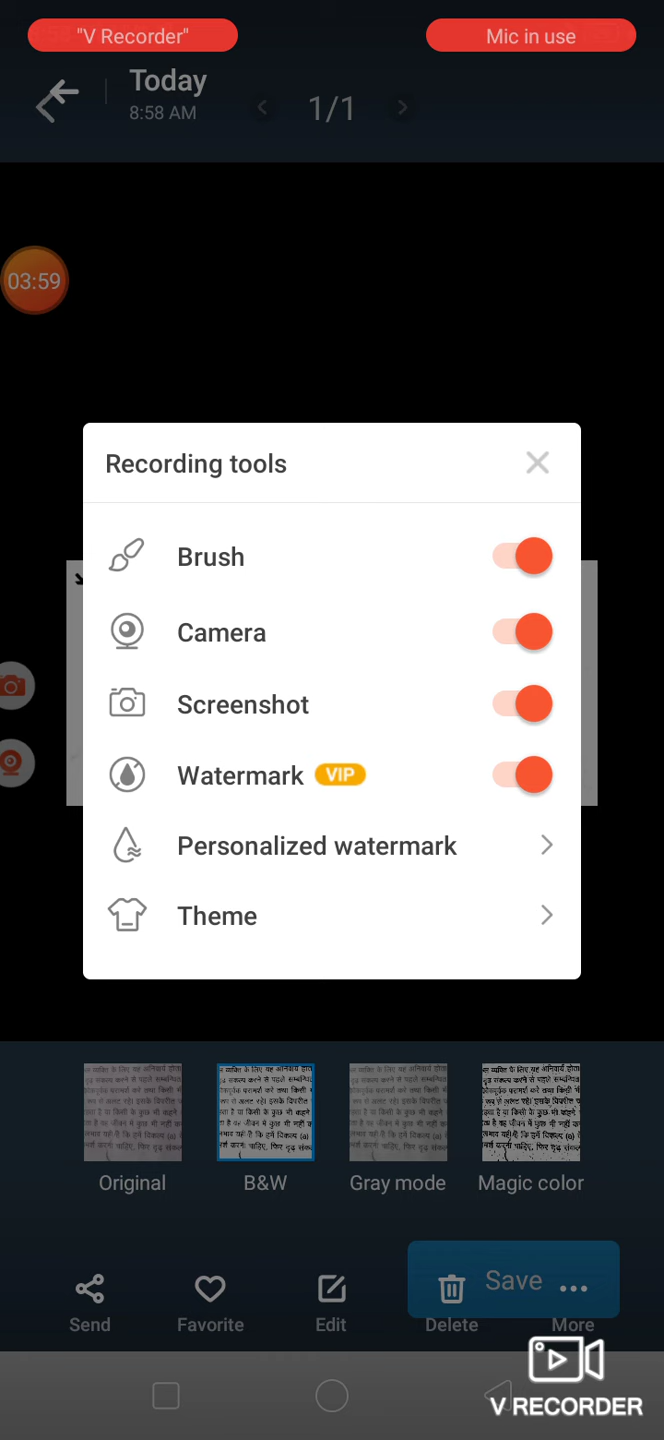 "V Recorder"
Mic in use
Today
8:58 AM
1/1
03:59
Recording tools
Brush
Camera
Screenshot
Watermark VIP
Personalized watermark
Theme
Original
B&W
Gray mode
Magic color
Save
Send
Favorite
Edit
Delete
More
V RECORDER